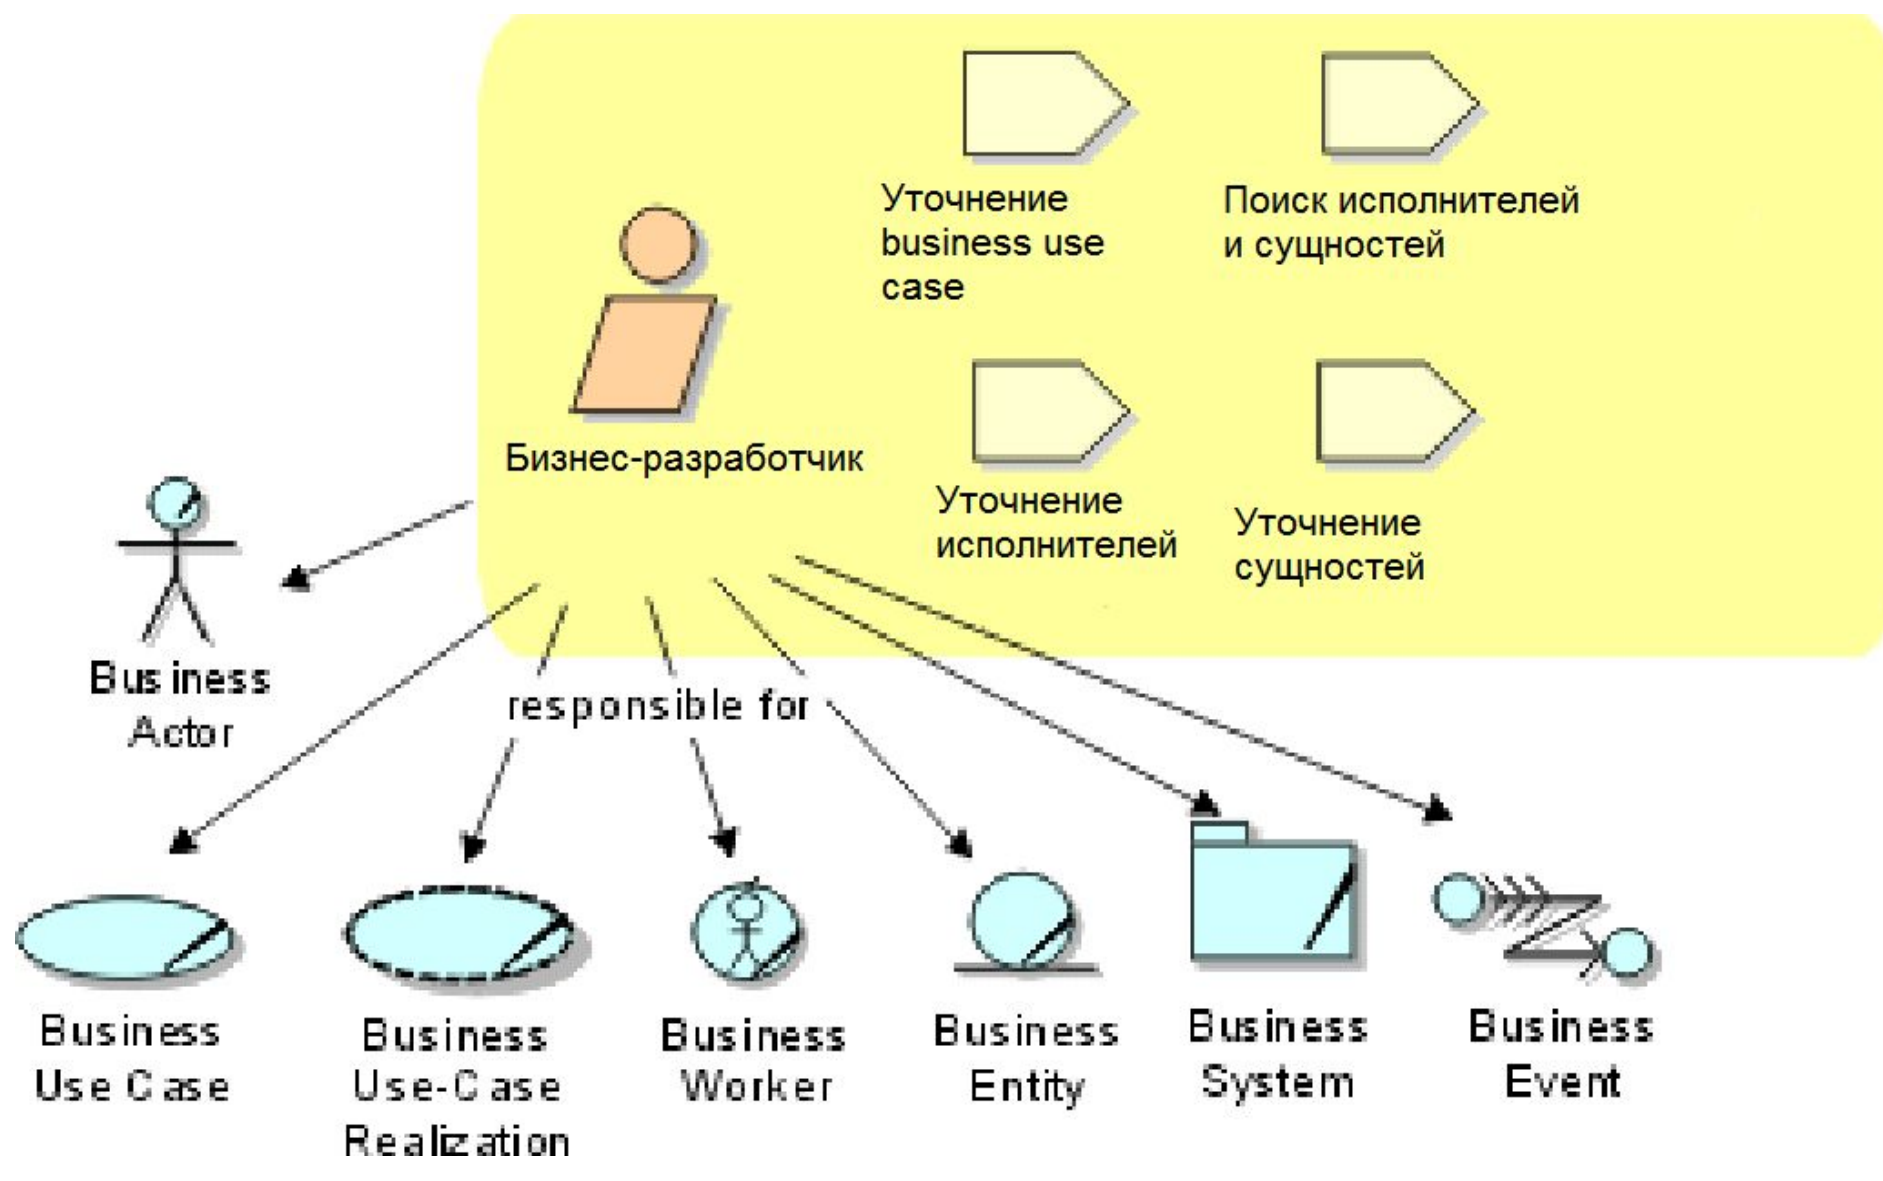 Уточнение
business use
case
Поиск исполнителей
и сущностей
Бизнес-разработчик
Уточнение
исполнителей
Уточнение
сущностей
Business
Actor
responsible for
Business
Use Case
Business
Use-Case
Realization
Business
Worker
Business
Entity
Business
System
Business
Event